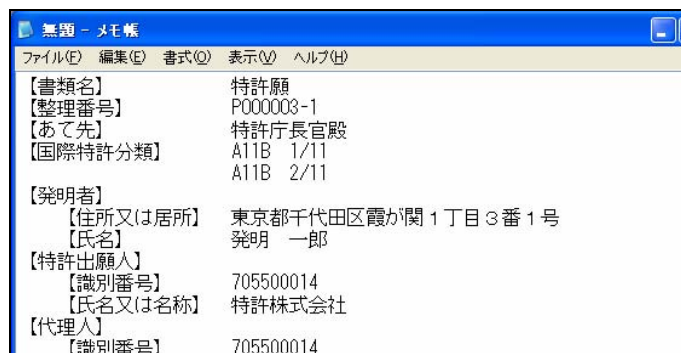 無題 - メモ帳
ファイル(F) 編集(E) 書式(O) 表示(V) ヘルプ(H)
【書類名】 特許願
【整理番号】 P000003-1
【あて先】 特許庁長官殿
【国際特許分類】 A11B 1/11
A11B 2/11
【発明者】
【住所又は居所】 東京都千代田区霞が関1丁目3番1号
【氏名】 発明 一郎
【特許出願人】
【識別番号】 705500014
【氏名又は名称】 特許株式会社
【代理人】
【識別番号】 705500014